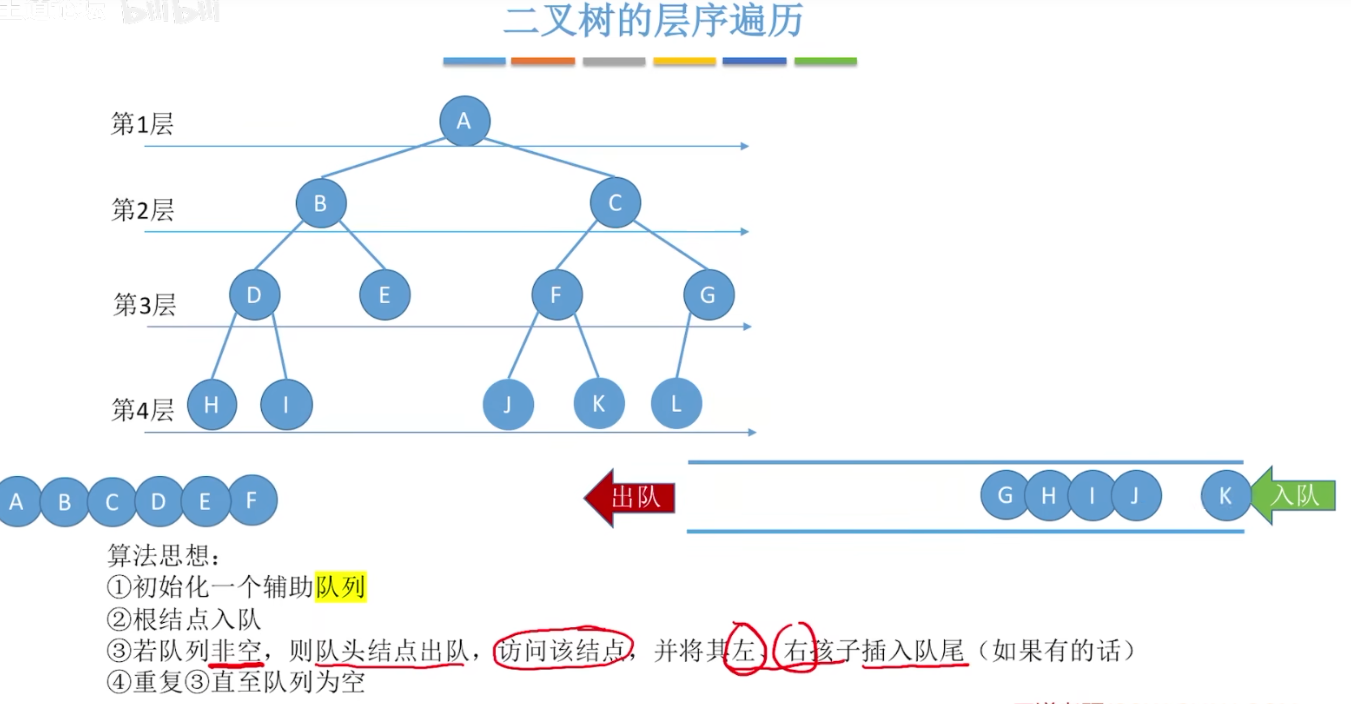 bilibili
二叉树的层序遍历
第1层
A
第2层
B C
第3层
D E F G
第4层
H I J K L
A B C D E F 出队 G H I J K 入队
算法思想：
①初始化一个辅助队列
②根结点入队
③若队列非空，则队头结点出队，访问该结点，并将其左、右孩子插入队尾（如果有的话）
④重复③直至队列为空